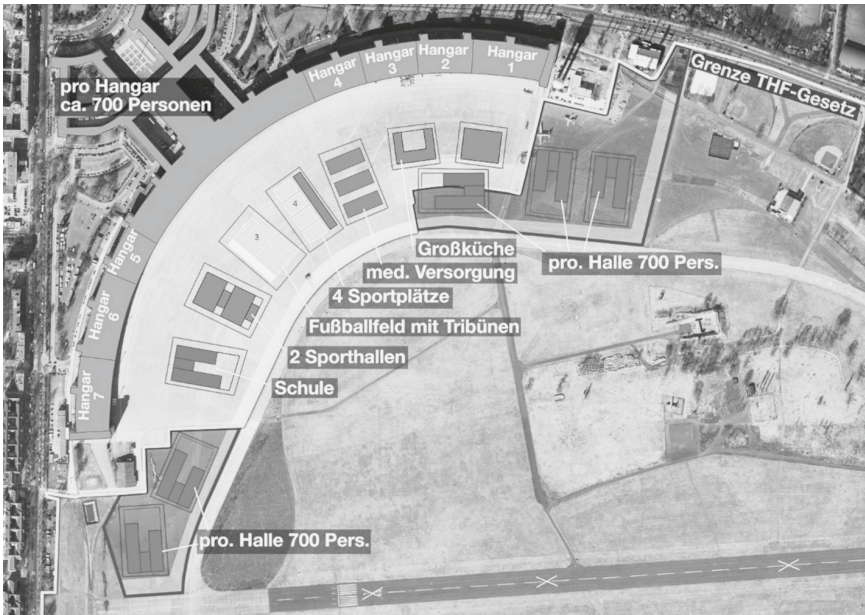 pro Hangar
ca. 700 Personen
Hangar
4
Hangar
3
Hangar
2
Hangar
1
Grenze THF-Gesetz
4
3
Großküche
med. Versorgung
4 Sportplätze
Fußballfeld mit Tribünen
2 Sporthallen
Schule
pro. Halle 700 Pers.
Hangar
5
Hangar
6
Hangar
7
pro. Halle 700 Pers.